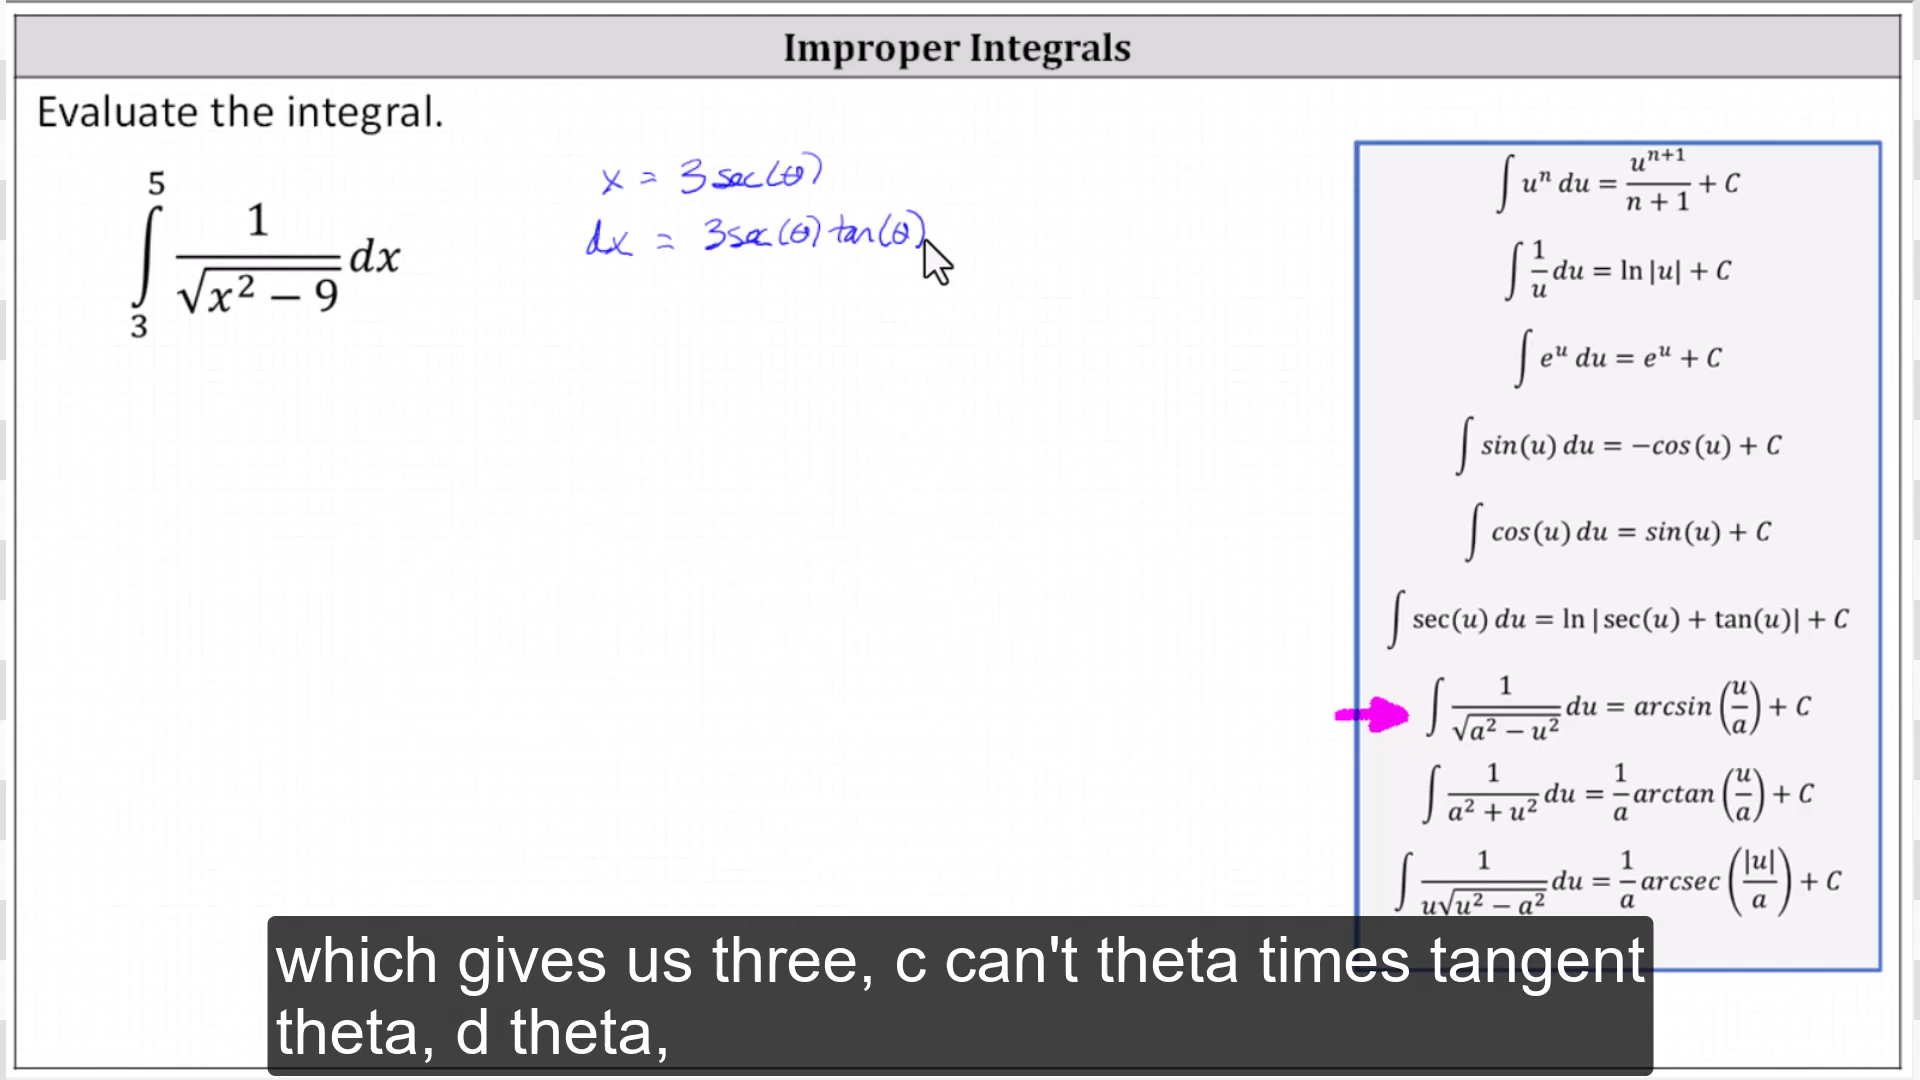 Improper Integrals
Evaluate the integral.
∫₃⁵ 1/√(x² − 9) dx
x = 3sec(θ)
dx = 3sec(θ)tan(θ)
∫ uⁿ du = uⁿ⁺¹/(n + 1) + C
∫ 1/u du = ln|u| + C
∫ eᵘ du = eᵘ + C
∫ sin(u) du = −cos(u) + C
∫ cos(u) du = sin(u) + C
∫ sec(u) du = ln|sec(u) + tan(u)| + C
∫ 1/√(a² − u²) du = arcsin(u/a) + C
∫ 1/(a² + u²) du = 1/a arctan(u/a) + C
∫ 1/(u√(u² − a²)) du = 1/a arcsec(|u|/a) + C
which gives us three, c can't theta times tangent
theta, d theta,